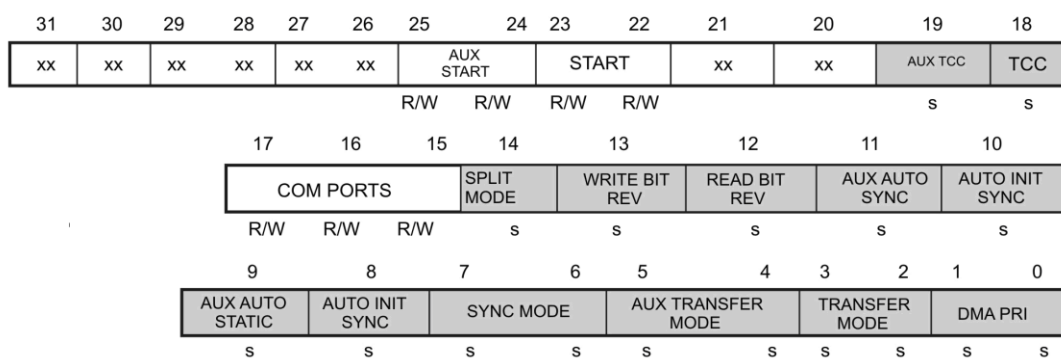 31 30 29 28 27 26 25 24 23 22 21 20 19 18
xx xx xx xx xx xx AUX START START xx xx AUX TCC TCC
R/W R/W R/W R/W s s
17 16 15 14 13 12 11 10
COM PORTS SPLIT MODE WRITE BIT REV READ BIT REV AUX AUTO SYNC AUTO INIT SYNC
R/W R/W R/W s s s s s
9 8 7 6 5 4 3 2 1 0
AUX AUTO STATIC AUTO INIT SYNC SYNC MODE AUX TRANSFER MODE TRANSFER MODE DMA PRI
s s s s s s s s s s